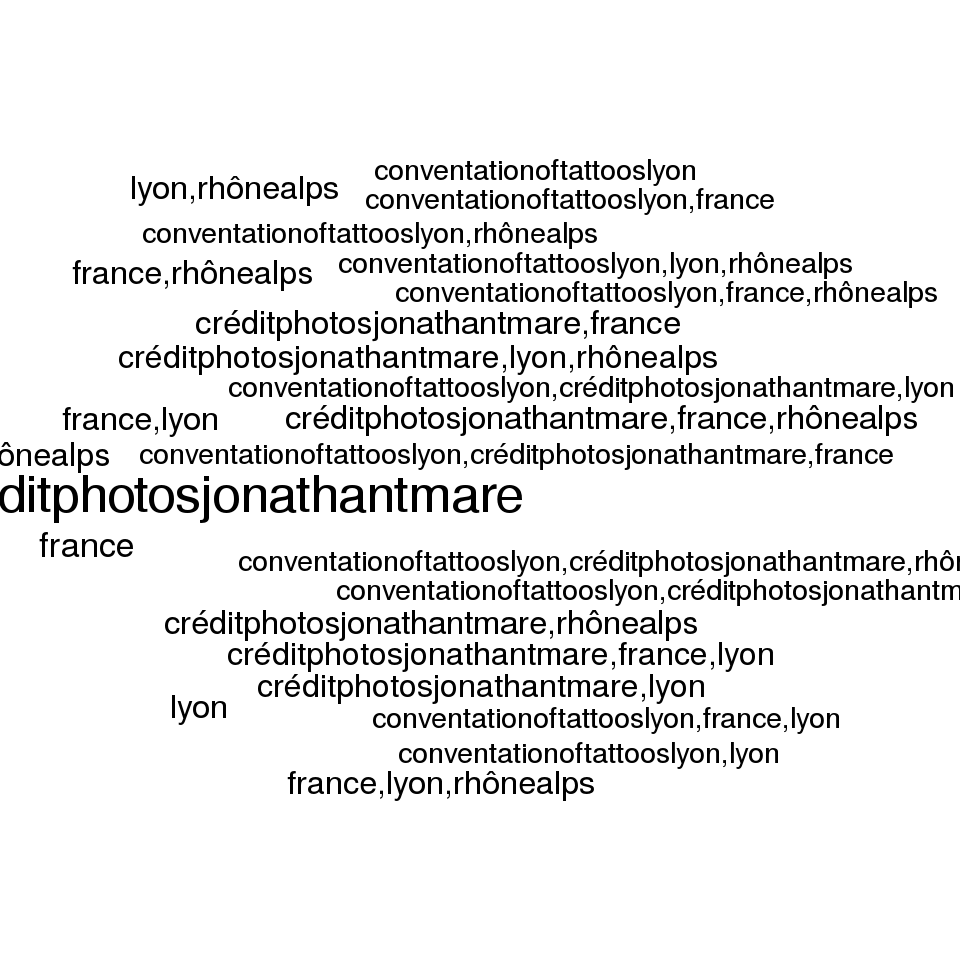 conventationoftattooslyon
lyon,rhônealps
conventationoftattooslyon,france
conventationoftattooslyon,rhônealps
conventationoftattooslyon,lyon,rhônealps
france,rhônealps
conventationoftattooslyon,france,rhônealps
créditphotosjonathantmare,france
créditphotosjonathantmare,lyon,rhônealps
conventationoftattooslyon,créditphotosjonathantmare,lyon
france,lyon
créditphotosjonathantmare,france,rhônealps
ônealps
conventationoftattooslyon,créditphotosjonathantmare,france
ditphotosjonathantmare
france
conventationoftattooslyon,créditphotosjonathantmare,rhôn
conventationoftattooslyon,créditphotosjonathantm
créditphotosjonathantmare,rhônealps
créditphotosjonathantmare,france,lyon
créditphotosjonathantmare,lyon
lyon
conventationoftattooslyon,france,lyon
conventationoftattooslyon,lyon
france,lyon,rhônealps